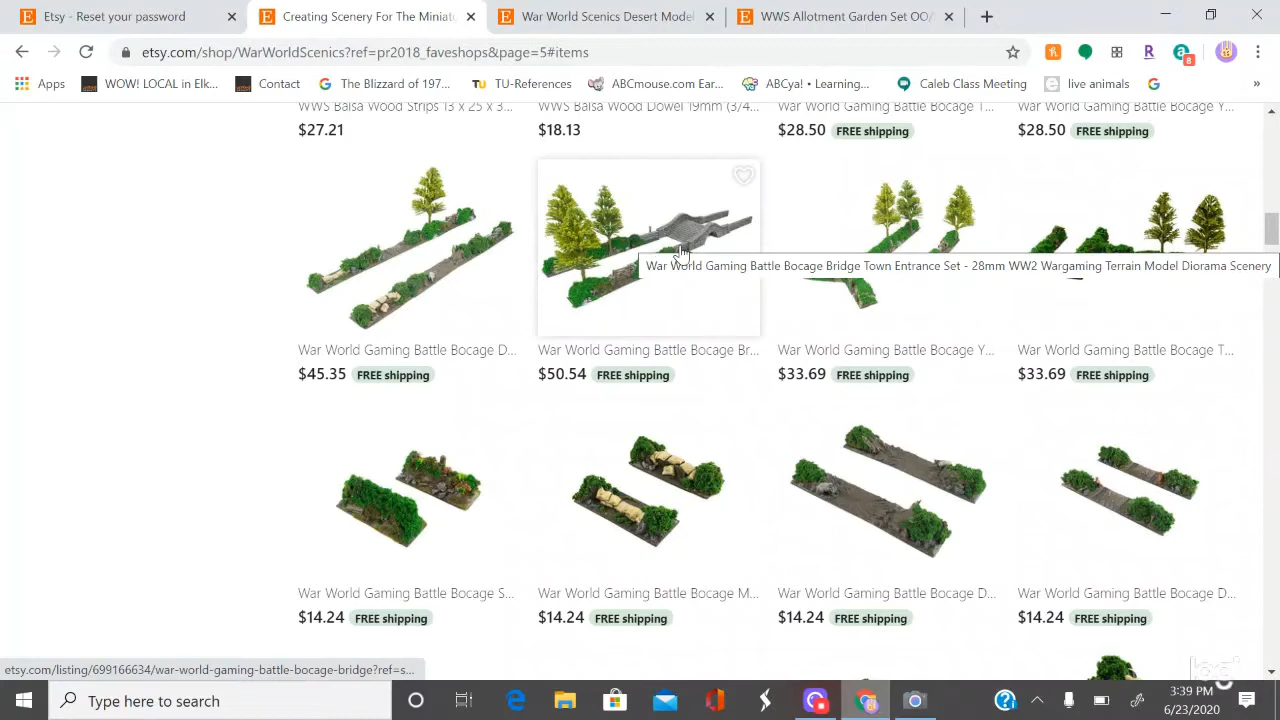 Etsy - Reset your password
Creating Scenery For The Miniatu
War World Scenics Desert Model
WWS Allotment Garden Set OO/
etsy.com/shop/WarWorldScenics?ref=pr2018_faveshops&page=5#items
8
Apps
WOW! LOCAL in Elk...
Contact
The Blizzard of 197...
TU-References
ABCmouse.com Ear...
ABCya! • Learning...
Caleb Class Meeting
live animals
»
WWS Balsa Wood Strips 13 x 25 x 3...
WWS Balsa Wood Dowel 19mm (3/4...
War World Gaming Battle Bocage T...
War World Gaming Battle Bocage Y...
$27.21
$18.13
$28.50 FREE shipping
$28.50 FREE shipping
War World Gaming Battle Bocage Bridge Town Entrance Set - 28mm WW2 Wargaming Terrain Model Diorama Scenery
War World Gaming Battle Bocage D...
War World Gaming Battle Bocage Br...
War World Gaming Battle Bocage Y...
War World Gaming Battle Bocage T...
$45.35 FREE shipping
$50.54 FREE shipping
$33.69 FREE shipping
$33.69 FREE shipping
War World Gaming Battle Bocage S...
War World Gaming Battle Bocage M...
War World Gaming Battle Bocage D...
War World Gaming Battle Bocage D...
$14.24 FREE shipping
$14.24 FREE shipping
$14.24 FREE shipping
$14.24 FREE shipping
etsy.com/listing/699166634/war-world-gaming-battle-bocage-bridge?ref=s...
Type here to search
3:39 PM
6/23/2020